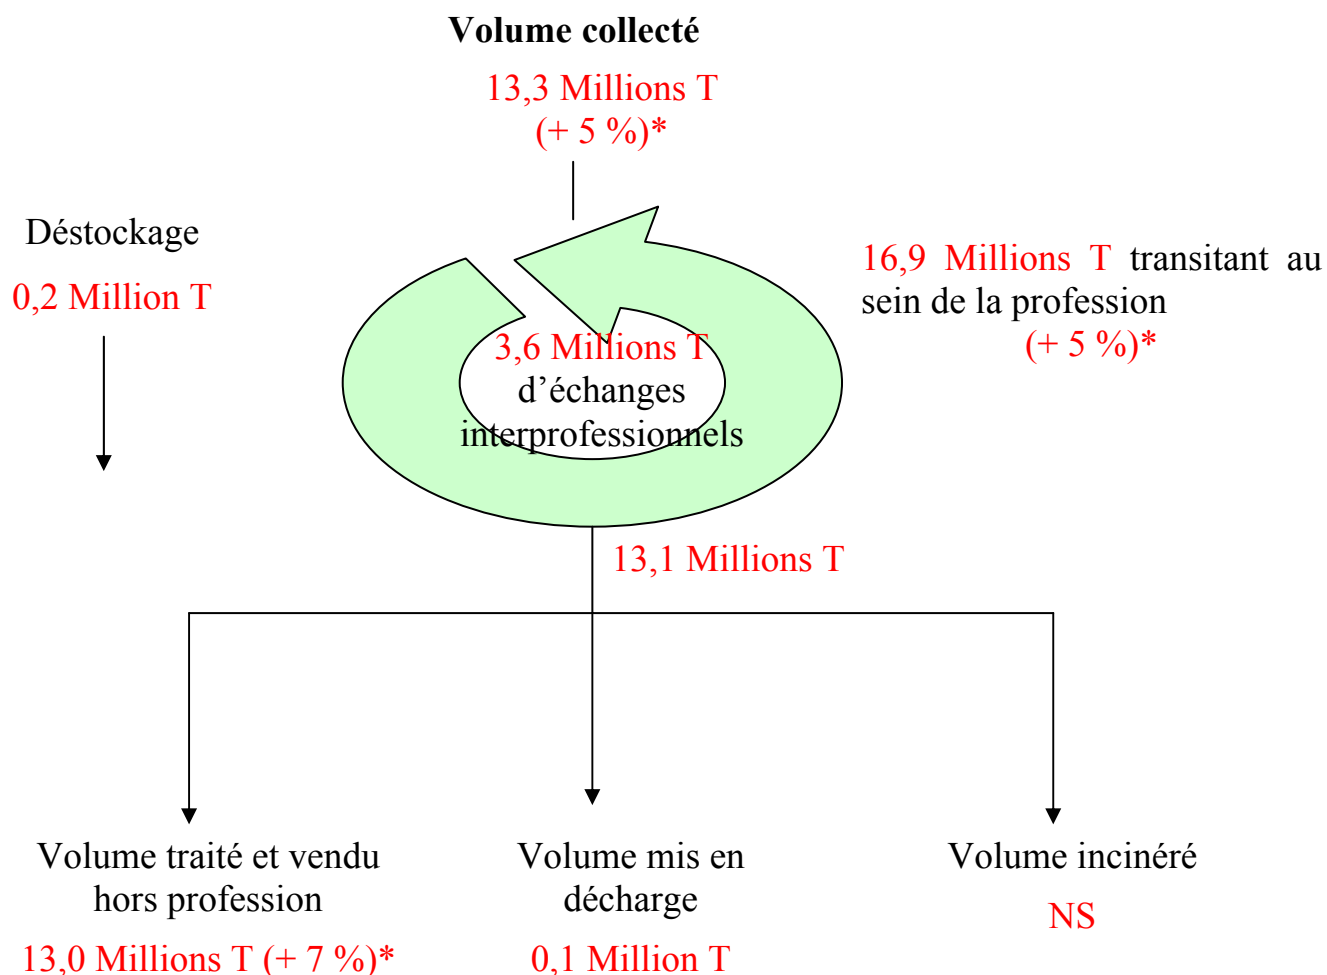 Volume collecté
13,3 Millions T
(+ 5 %)*
Déstockage
0,2 Million T
16,9 Millions T transitant au
sein de la profession
(+ 5 %)*
3,6 Millions T
d’échanges
interprofessionnels
13,1 Millions T
Volume traité et vendu
hors profession
13,0 Millions T (+ 7 %)*
Volume mis en
décharge
0,1 Million T
Volume incinéré
NS